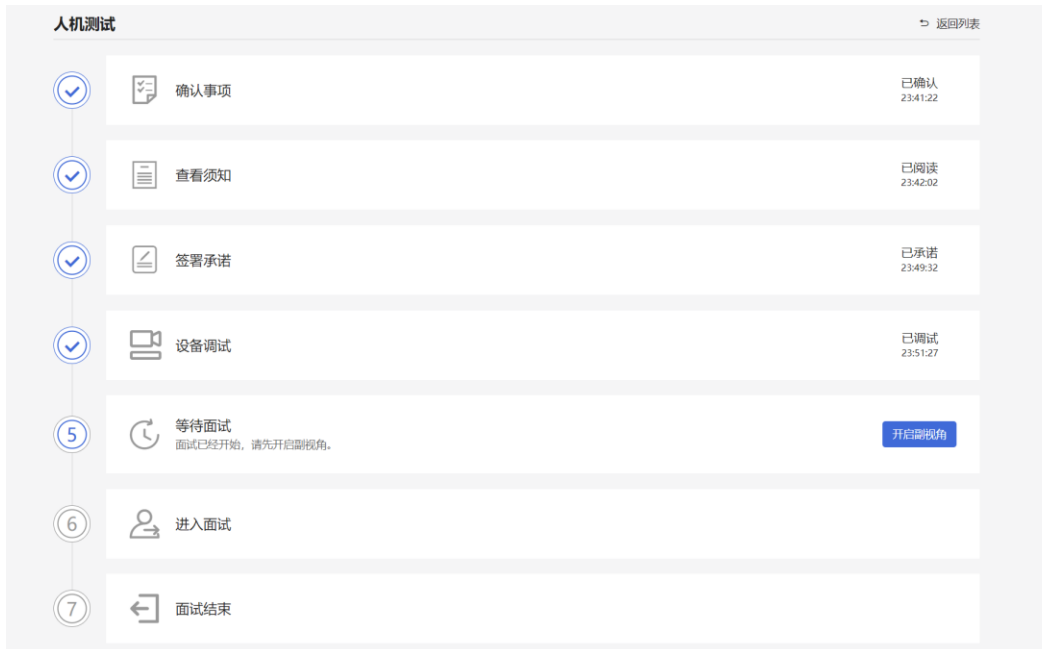 人机测试
返回列表
确认事项
已确认
23:41:22
查看须知
已阅读
23:42:02
签署承诺
已承诺
23:49:32
设备调试
已调试
23:51:27
5
等待面试
面试已经开始，请先开启副视角。
开启副视角
6
进入面试
7
面试结束